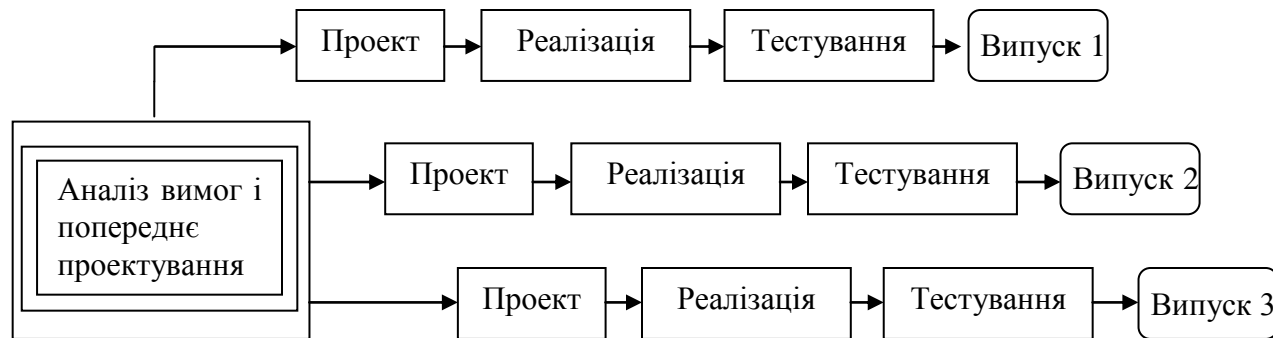 Проект
Реалізація
Тестування
Випуск 1
Аналіз вимог і
попереднє
проектування
Проект
Реалізація
Тестування
Випуск 2
Проект
Реалізація
Тестування
Випуск 3